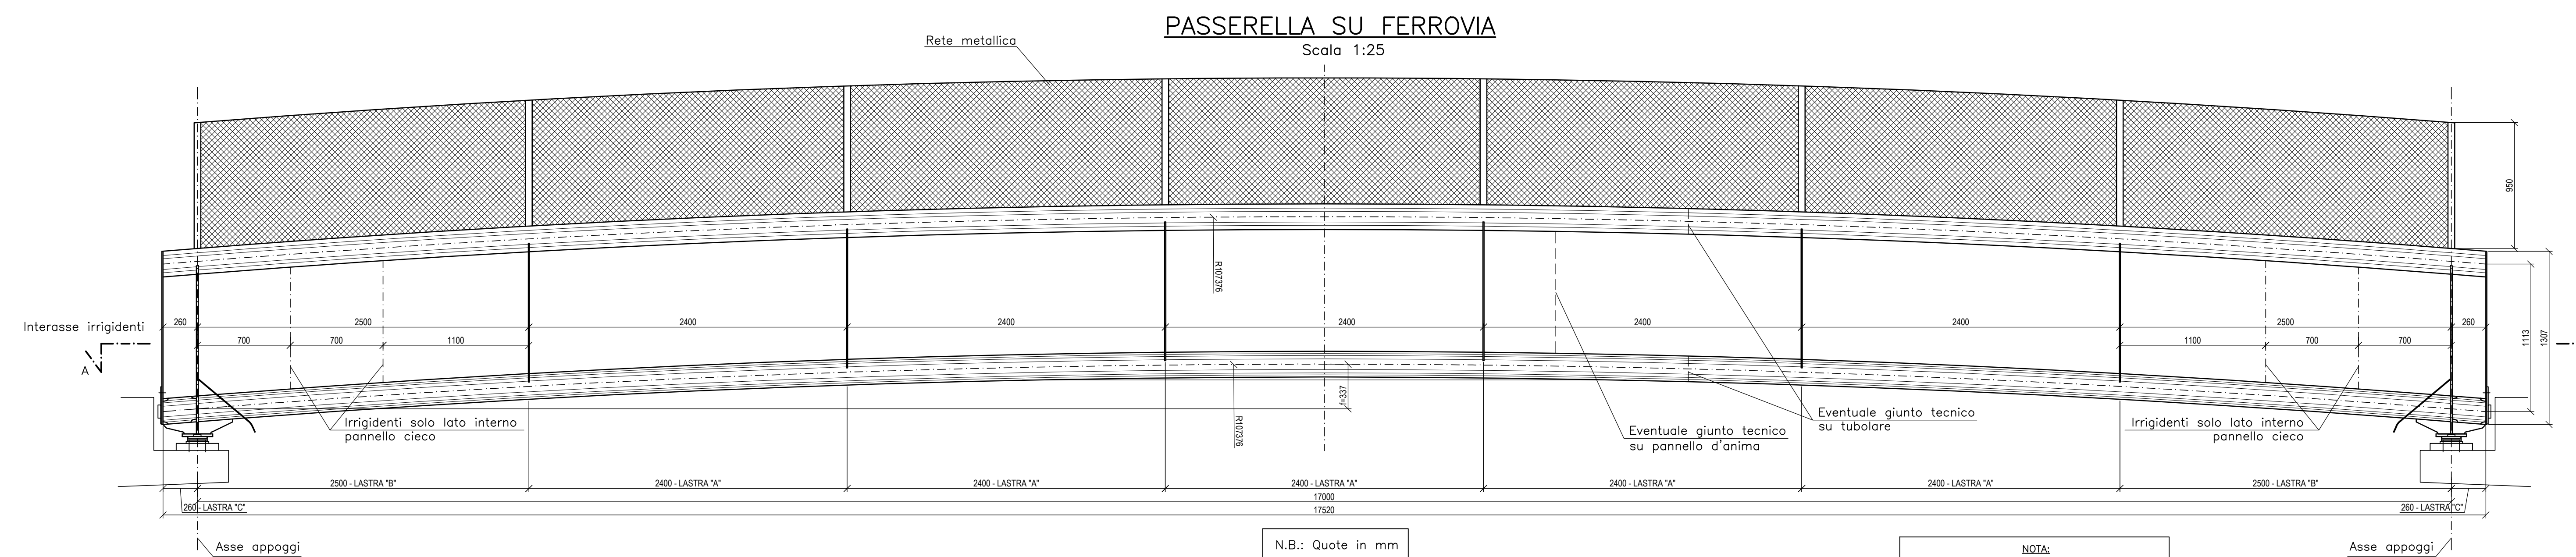 PASSERELLA SU FERROVIA
Scala 1:25
Rete metallica
950
R107376
Interasse irrigidenti
260
2500
2400
2400
2400
2400
2400
2500
260
700
700
1100
1100
700
700
1113
1307
A
f=337
R107376
Irrigidenti solo lato interno
pannello cieco
Eventuale giunto tecnico
su pannello d'anima
Eventuale giunto tecnico
su tubolare
Irrigidenti solo lato interno
pannello cieco
2500 - LASTRA "B"
2400 - LASTRA "A"
2400 - LASTRA "A"
2400 - LASTRA "A"
2400 - LASTRA "A"
2400 - LASTRA "A"
2500 - LASTRA "B"
17000
260 - LASTRA "C"
260 - LASTRA "C"
17520
Asse appoggi
N.B.: Quote in mm
NOTA:
Asse appoggi